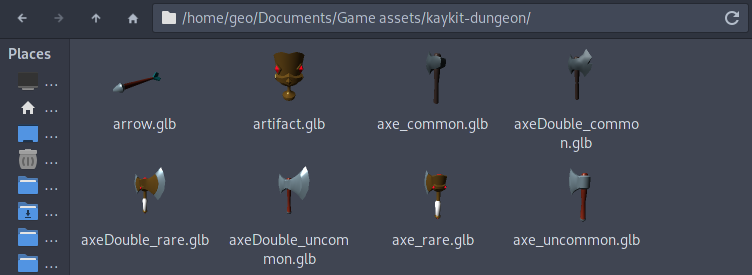 /home/geo/Documents/Game assets/kaykit-dungeon/
Places
...
...
...
...
...
...
...
...
arrow.glb
artifact.glb
axe_common.glb
axeDouble_commo
n.glb
axeDouble_rare.glb
axeDouble_uncom
mon.glb
axe_rare.glb
axe_uncommon.glb